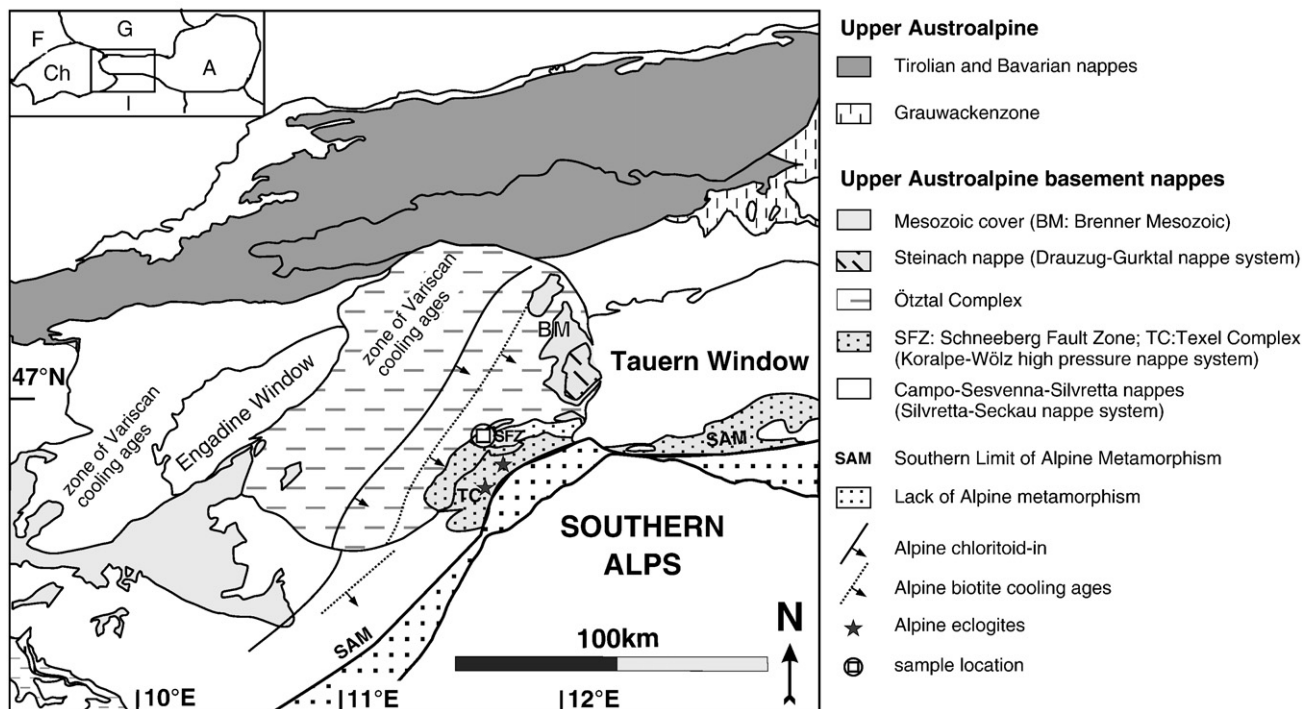 F
G
Ch
A
I
zone of Variscan
cooling ages
BM
Tauern Window
47°N
Engadine Window
zone of Variscan
cooling ages
SFZ
SAM
TC
SOUTHERN
ALPS
SAM
100km
N
10°E
11°E
12°E
Upper Austroalpine
Tirolian and Bavarian nappes
Grauwackenzone
Upper Austroalpine basement nappes
Mesozoic cover (BM: Brenner Mesozoic)
Steinach nappe (Drauzug-Gurktal nappe system)
Ötztal Complex
SFZ: Schneeberg Fault Zone; TC:Texel Complex
(Koralpe-Wölz high pressure nappe system)
Campo-Sesvenna-Silvretta nappes
(Silvretta-Seckau nappe system)
SAM Southern Limit of Alpine Metamorphism
Lack of Alpine metamorphism
Alpine chloritoid-in
Alpine biotite cooling ages
Alpine eclogites
sample location